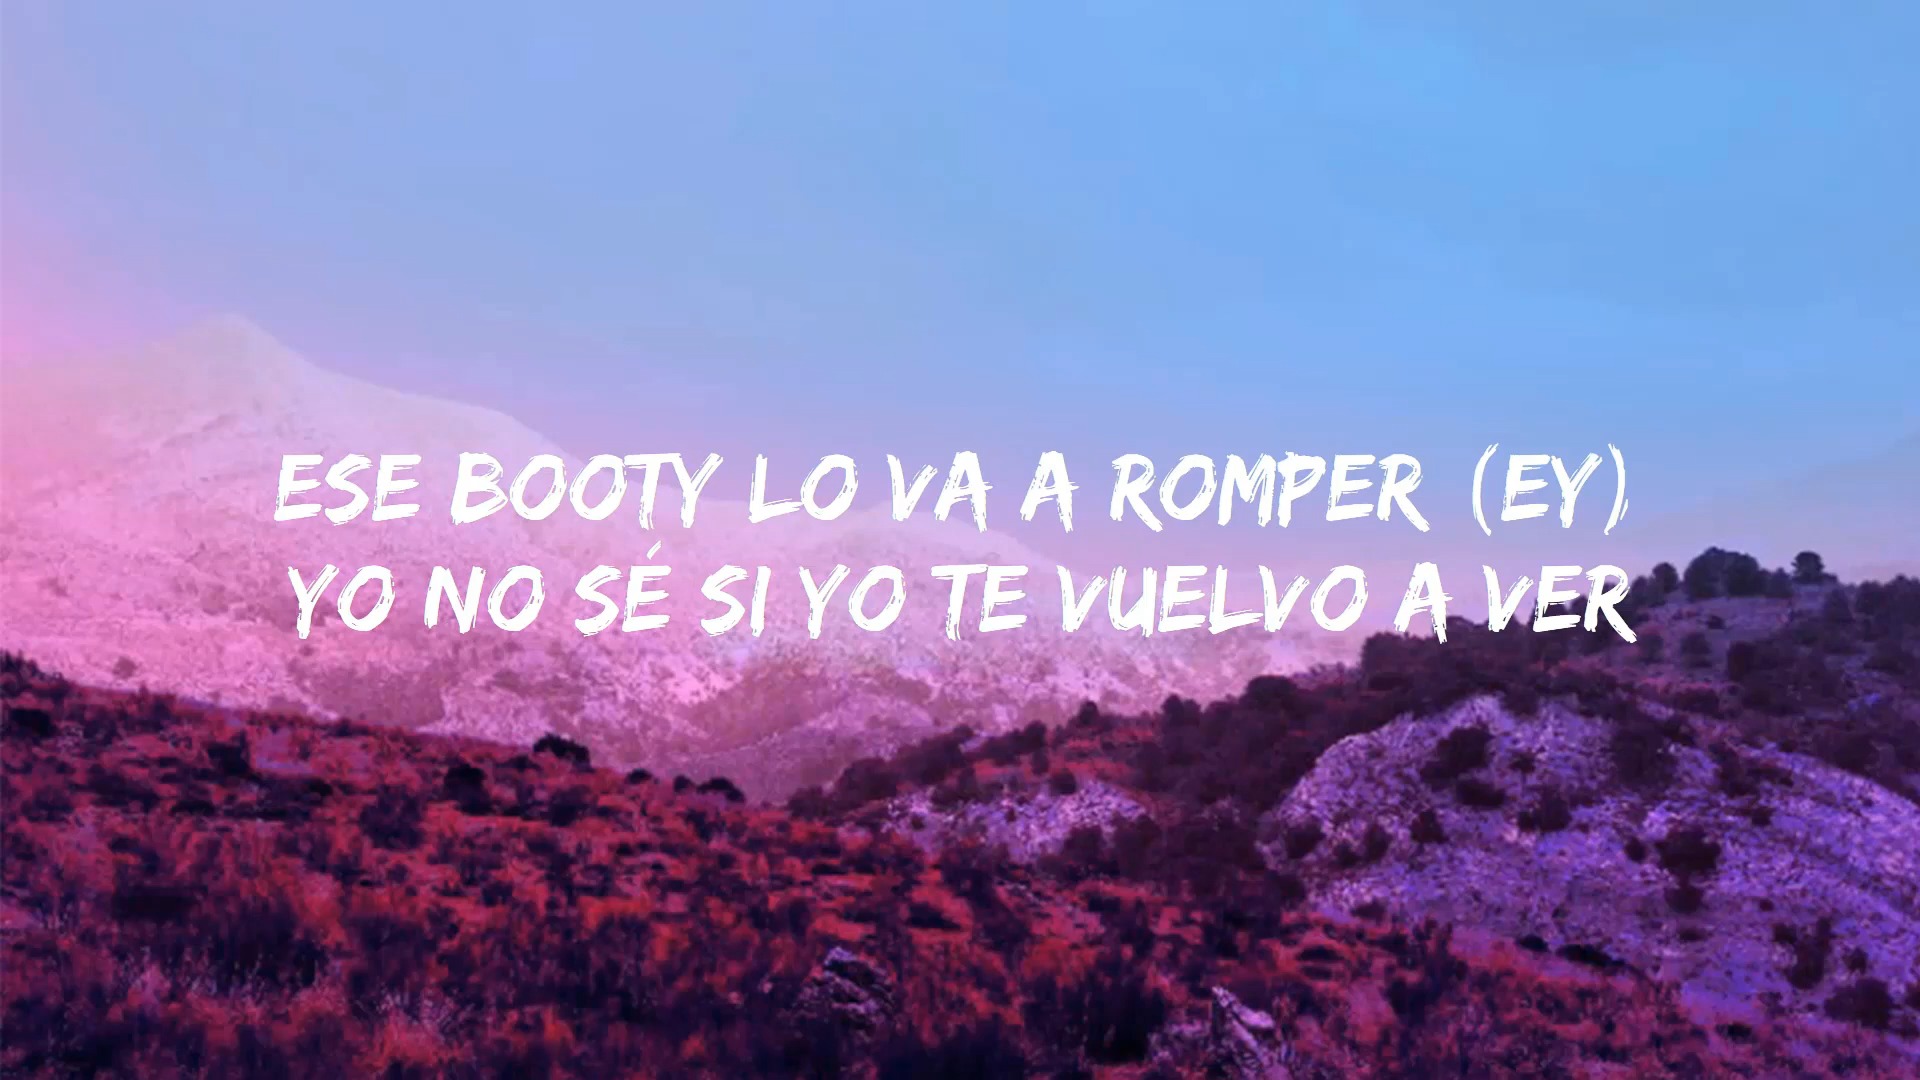 ESE BOOTY LO VA A ROMPER (EY)
YO NO SÉ SI YO TE VUELVO A VER